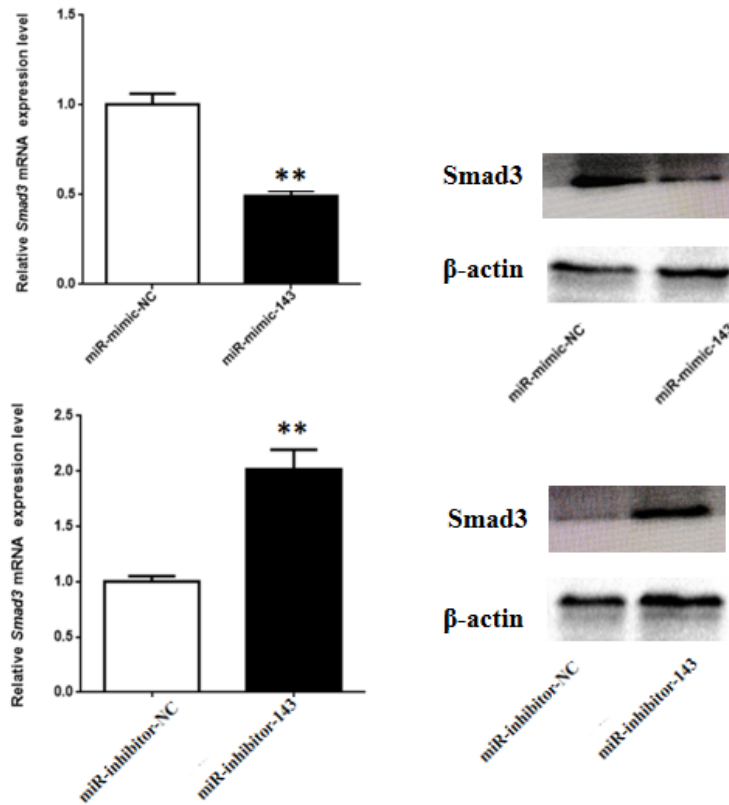 Relative Smad3 mRNA expression level
1.5
1.0
0.5
0.0
**
miR-mimic-NC
miR-mimic-143
Smad3
β-actin
miR-mimic-NC
miR-mimic-143
Relative Smad3 mRNA expression level
2.5
2.0
1.5
1.0
0.5
0.0
**
miR-inhibitor-NC
miR-inhibitor-143
Smad3
β-actin
miR-inhibitor-NC
miR-inhibitor-143